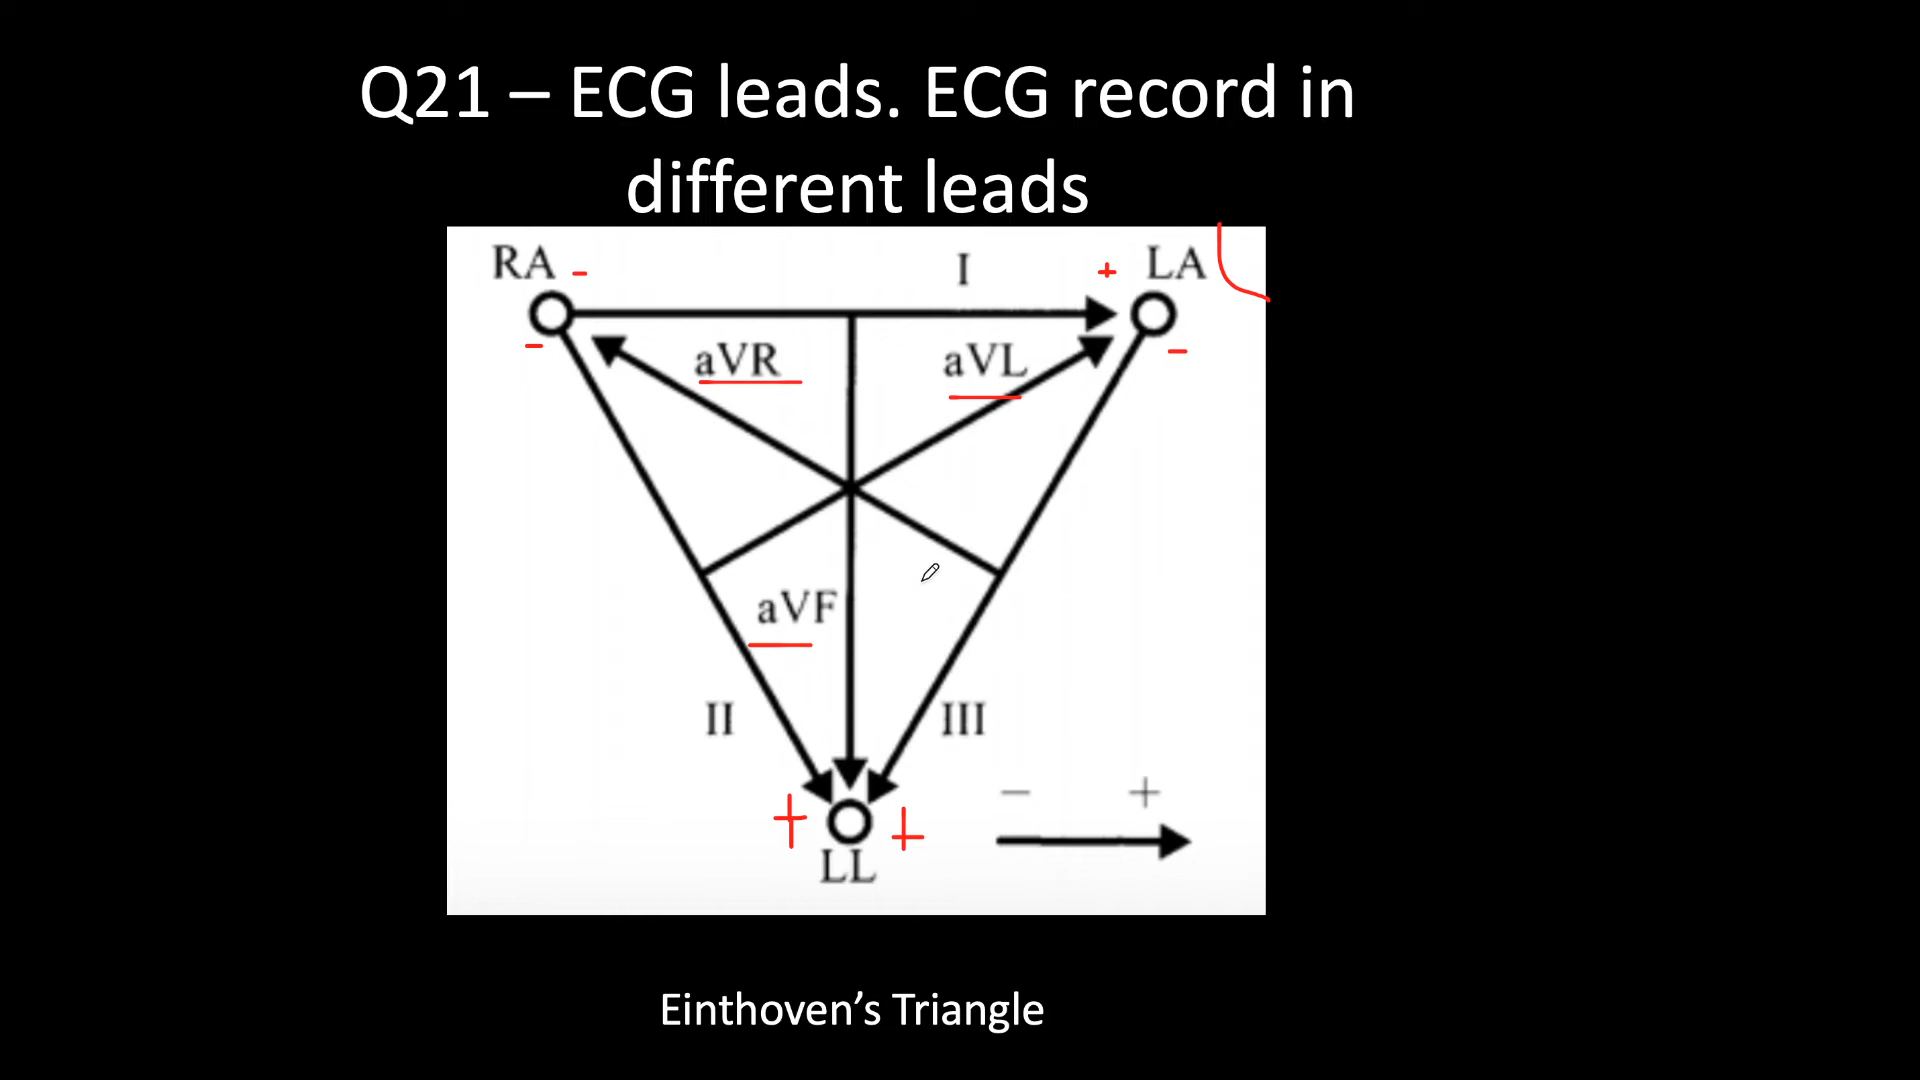 Q21 – ECG leads. ECG record in
different leads
RA - I + LA
- aVR aVL -
aVF
II III
- +
+ +
LL
Einthoven’s Triangle